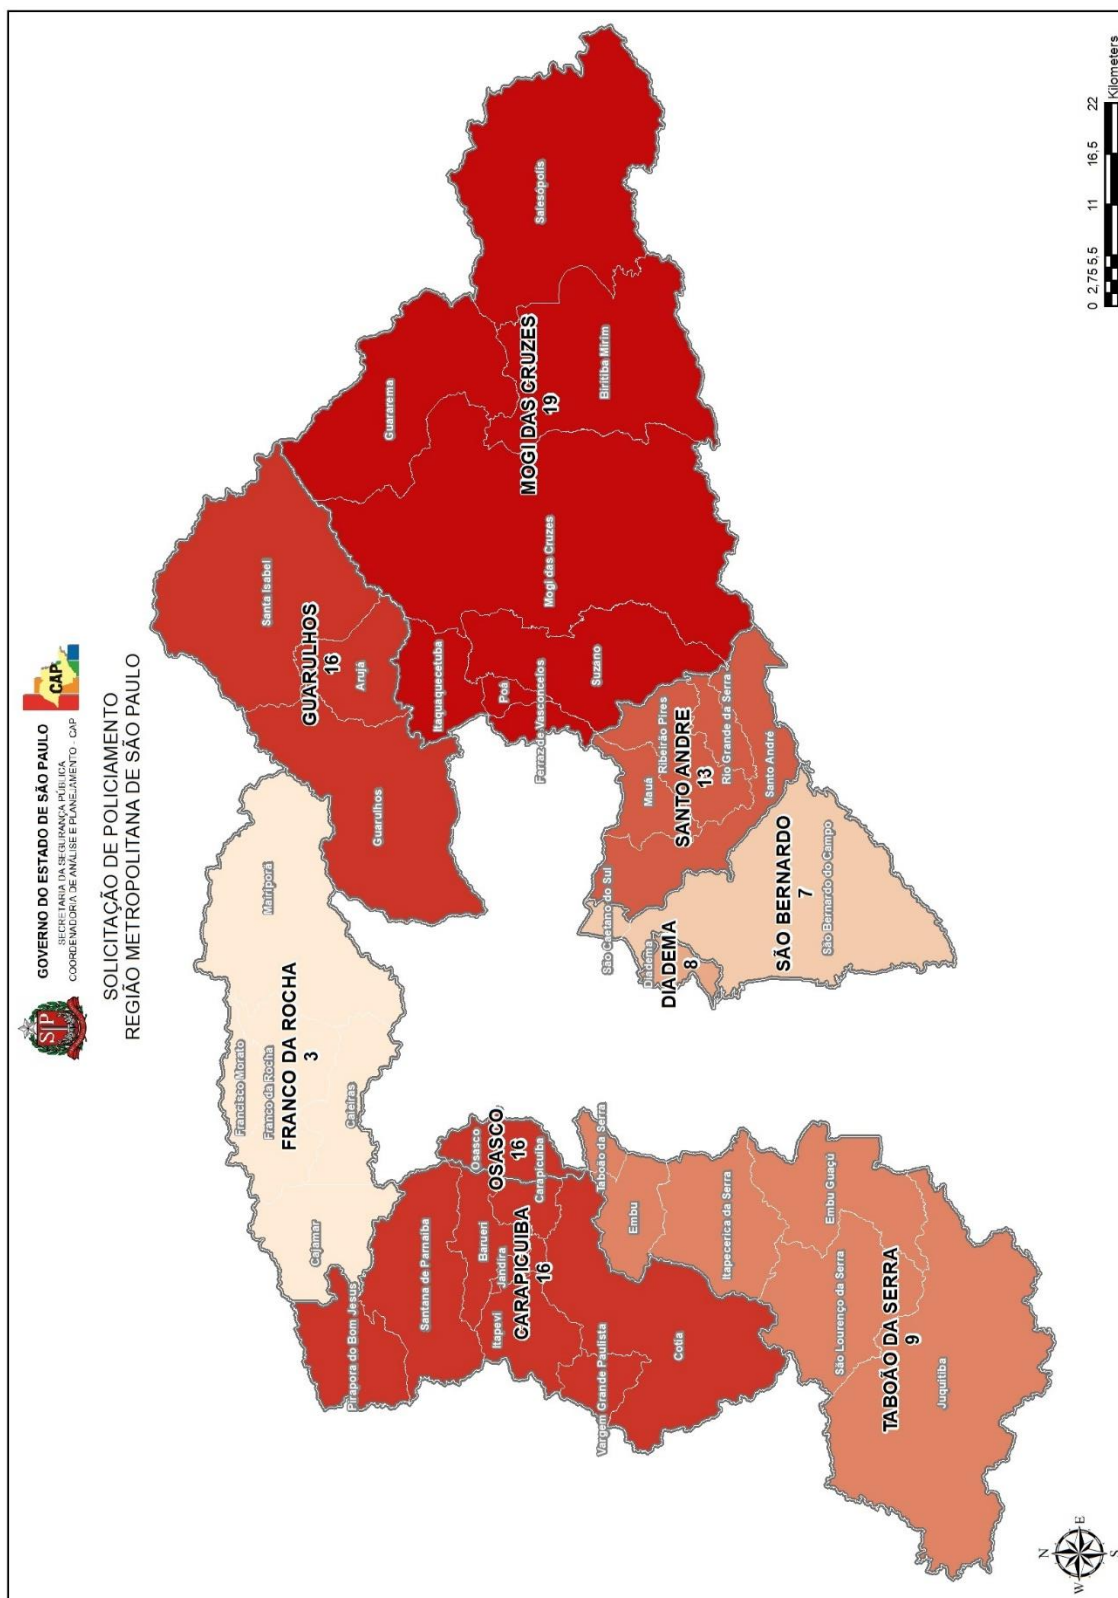 GOVERNO DO ESTADO DE SÃO PAULO
SECRETARIA DA SEGURANÇA PÚBLICA
COORDENADORIA DE ANÁLISE E PLANEJAMENTO - CAP
CAP
SP
SOLICITAÇÃO DE POLICIAMENTO
REGIÃO METROPOLITANA DE SÃO PAULO
Francisco Morato
Franco da Rocha
FRANCO DA ROCHA
3
Mairiporã
Caieiras
Cajamar
Santa Isabel
GUARULHOS
16
Arujá
Guarulhos
Pirapora do Bom Jesus
Santana de Parnaíba
Barueri
Jandira
Itapevi
CARAPICUIBA
16
Carapicuiba
Osasco
OSASCO
16
Vargem Grande Paulista
Cotia
Guararema
Itaquaquecetuba
Poá
Ferraz de Vasconcelos
Suzano
Mogi das Cruzes
MOGI DAS CRUZES
19
Salesópolis
Biritiba Mirim
Taboão da Serra
Embu
Itapecerica da Serra
Embu Guaçú
São Lourenço da Serra
TABOÃO DA SERRA
9
Juquitiba
São Caetano do Sul
Diadema
DIADEMA
8
Mauá
Ribeirão Pires
SANTO ANDRE
13
Rio Grande da Serra
Santo André
SÃO BERNARDO
7
São Bernardo do Campo
N
W
E
S
0 2,75 5,5 11 16,5 22
Kilometers